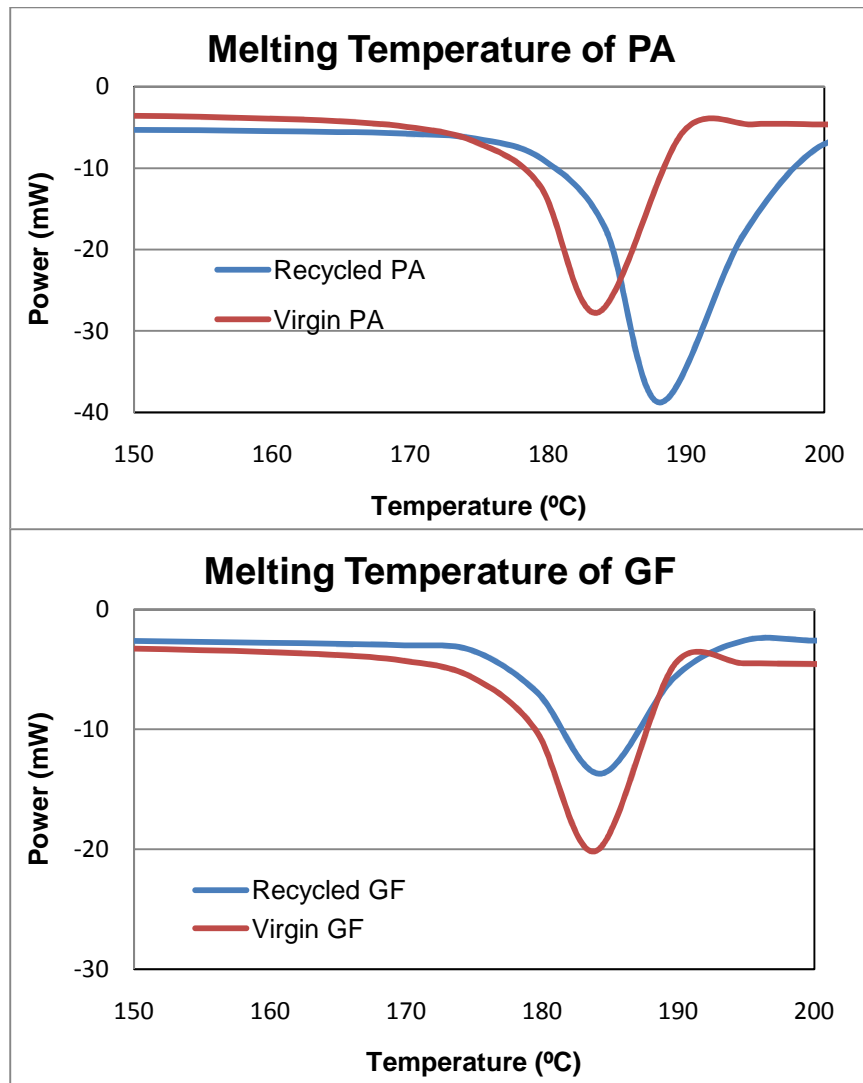 Melting Temperature of PA
0
-10
-20
-30
-40
Power (mW)
Recycled PA
Virgin PA
150 160 170 180 190 200
Temperature (ºC)
Melting Temperature of GF
0
-10
-20
-30
Power (mW)
Recycled GF
Virgin GF
150 160 170 180 190 200
Temperature (ºC)